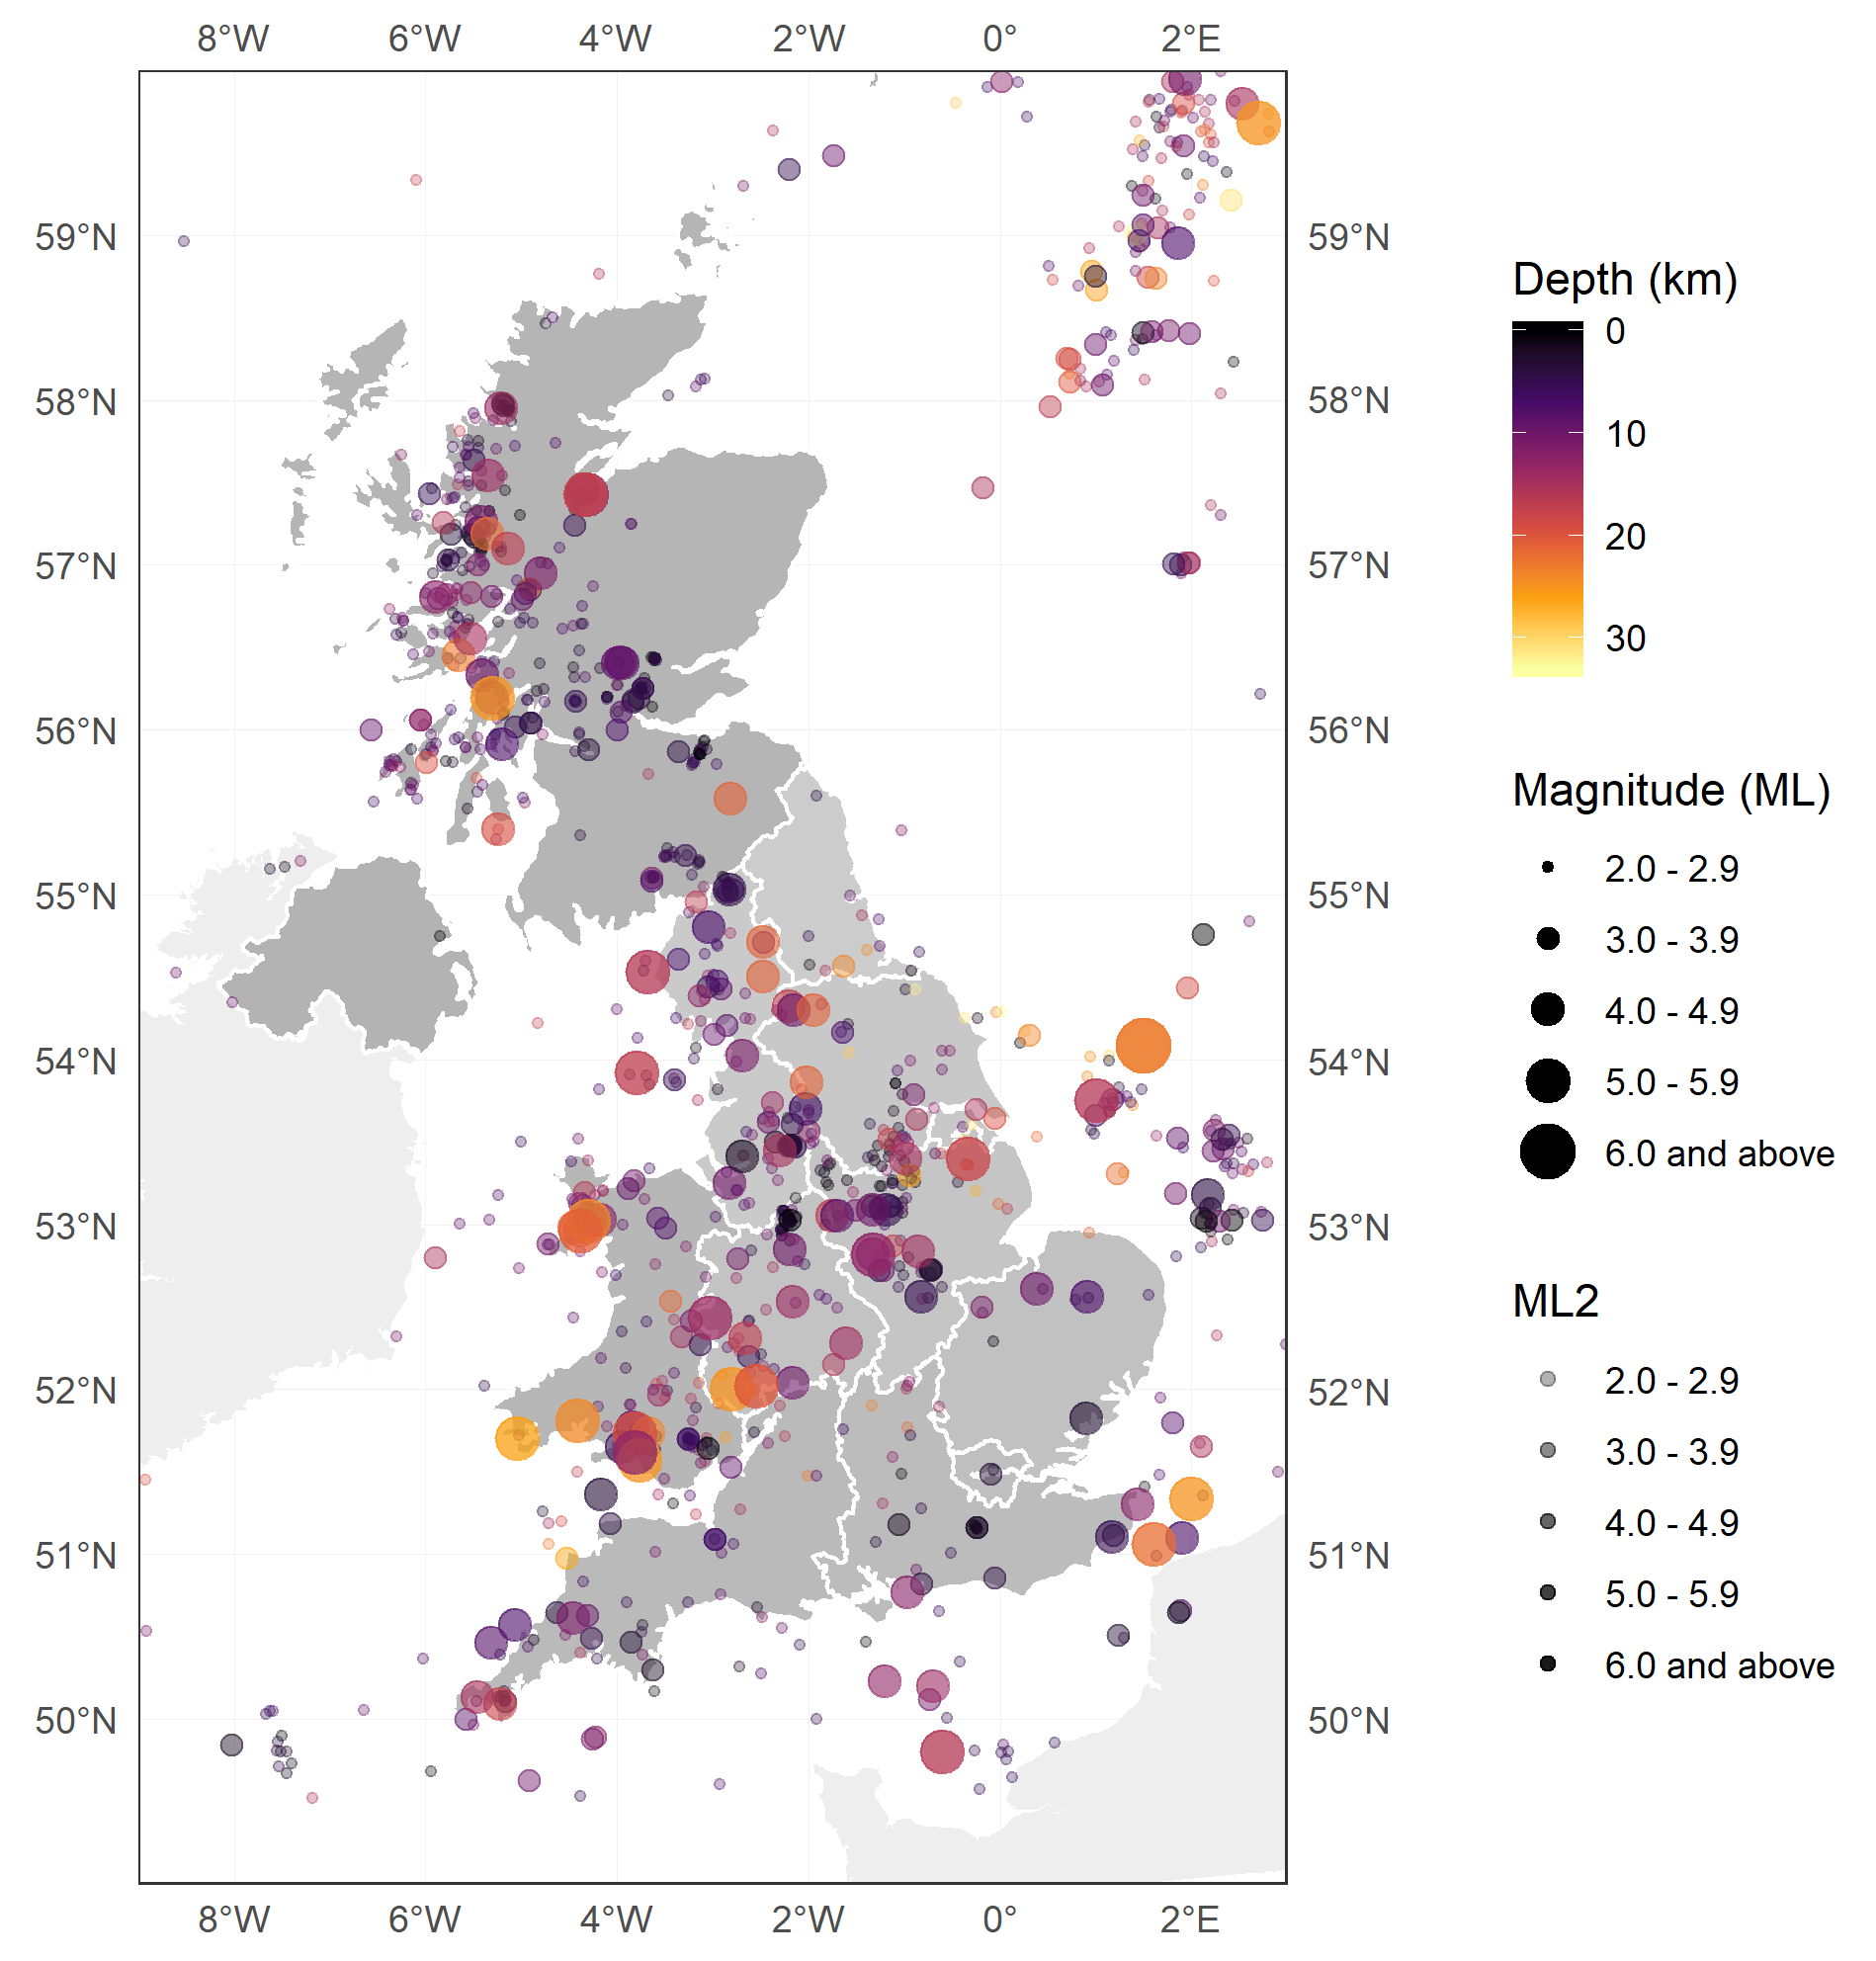 8°W 6°W 4°W 2°W 0° 2°E
59°N 59°N
58°N 58°N
57°N 57°N
56°N 56°N
55°N 55°N
54°N 54°N
53°N 53°N
52°N 52°N
51°N 51°N
50°N 50°N
8°W 6°W 4°W 2°W 0° 2°E
Depth (km)
0
10
20
30
Magnitude (ML)
2.0 - 2.9
3.0 - 3.9
4.0 - 4.9
5.0 - 5.9
6.0 and above
ML2
2.0 - 2.9
3.0 - 3.9
4.0 - 4.9
5.0 - 5.9
6.0 and above